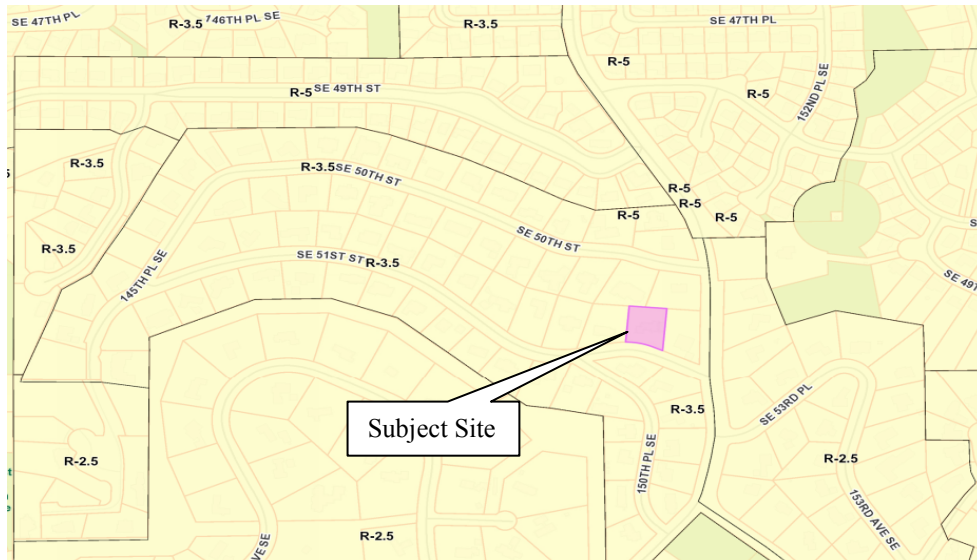 SE 47TH PL
146TH PL SE
R-3.5
R-3.5
SE 47TH PL
R-5
R-5
SE 49TH ST
R-5
152ND PL SE
R-3.5
R-3.5
SE 50TH ST
R-5
R-5
R-5
R-5
SE 50TH ST
R-3.5
SE 51ST ST
R-3.5
145TH PL SE
SE 49T
Subject Site
R-3.5
SE 53RD PL
150TH PL SE
R-2.5
R-2.5
153RD AVE SE
R-2.5